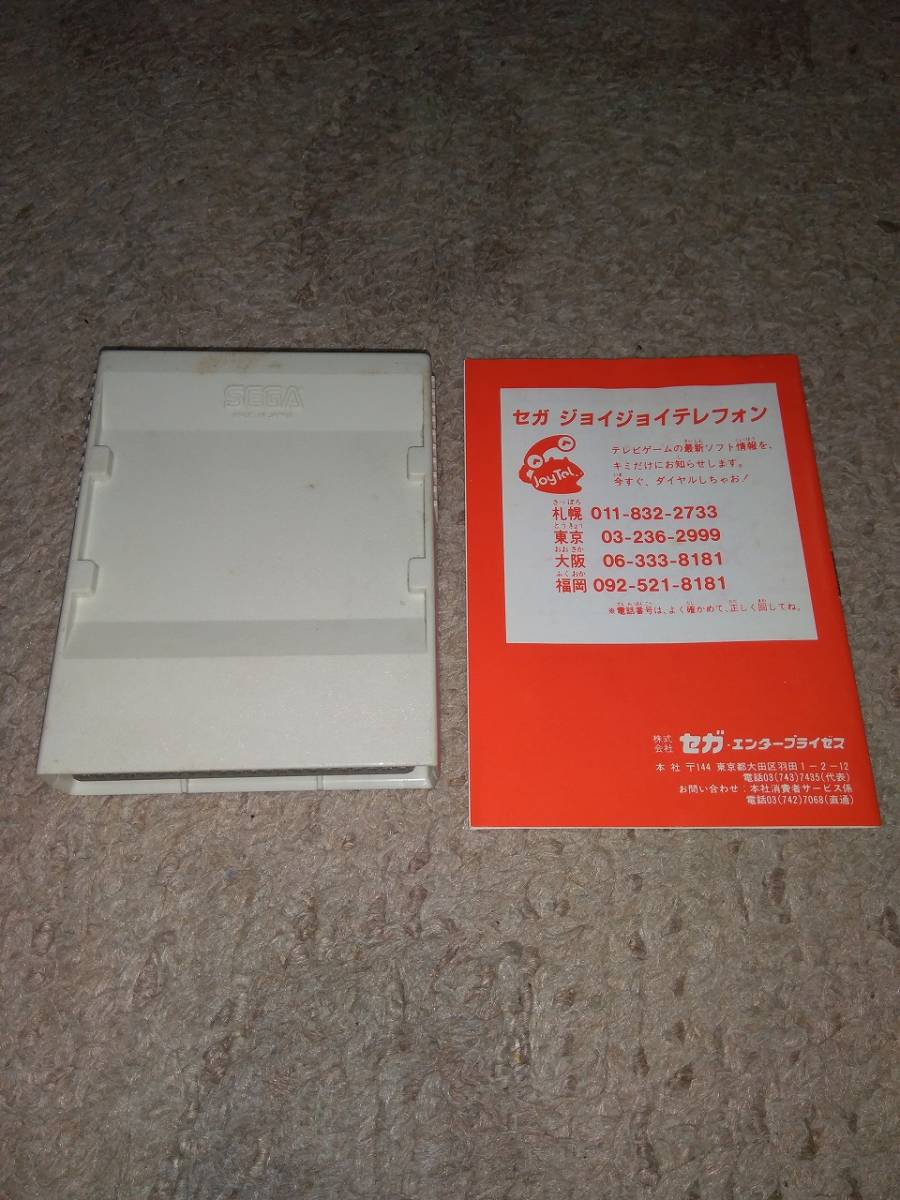 SEGA
MADE IN JAPAN
セガ ジョイジョイテレフォン
JoyTel
テレビゲームの最新ソフト情報を、
キミだけにお知らせします。
今すぐ、ダイヤルしちゃお!
札幌 011-832-2733
東京 03-236-2999
大阪 06-333-8181
福岡 092-521-8181
※電話番号は、よく確かめて、正しく回してね。
株式会社 セガ・エンタープライゼス
本社 〒144 東京都大田区羽田1-2-12
電話03(743)7435(代表)
お問い合わせ:本社消費者サービス係
電話03(742)7068(直通)